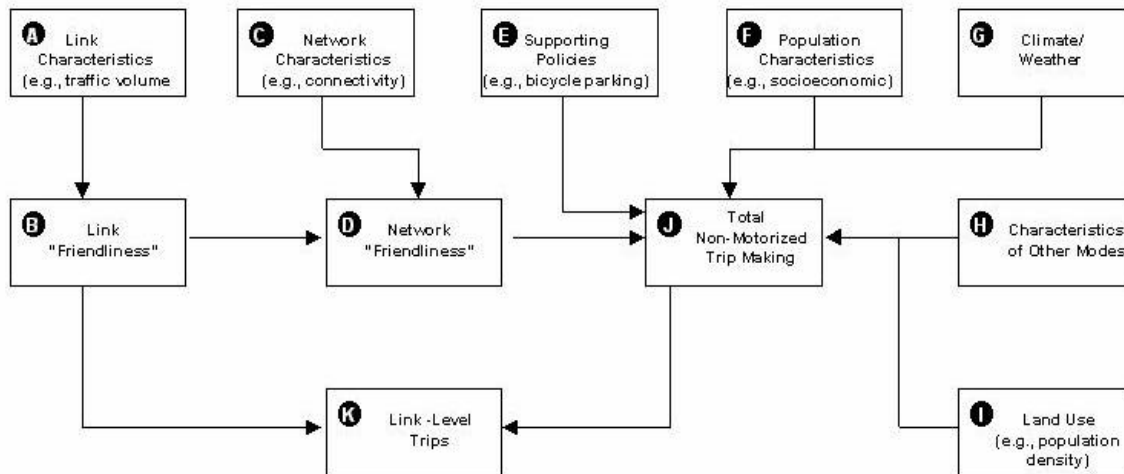 A Link
Characteristics
(e.g., traffic volume
C Network
Characteristics
(e.g., connectivity)
E Supporting
Policies
(e.g., bicycle parking)
F Population
Characteristics
(e.g., socioeconomic)
G Climate/
Weather
B Link
"Friendliness"
D Network
"Friendliness"
J Total
Non-Motorized
Trip Making
H Characteristics
of Other Modes
K Link -Level
Trips
I Land Use
(e.g., population
density)